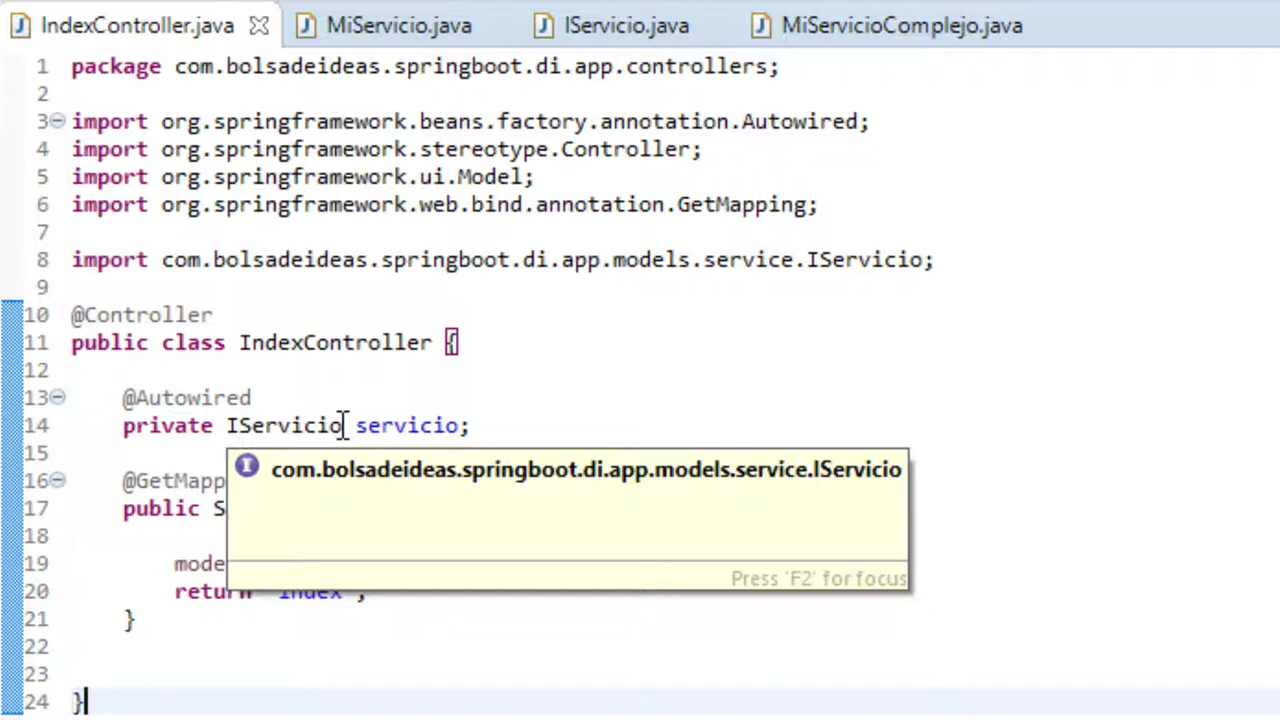 IndexController.java MiServicio.java IServicio.java MiServicioComplejo.java
1 package com.bolsadeideas.springboot.di.app.controllers;
2
3 import org.springframework.beans.factory.annotation.Autowired;
4 import org.springframework.stereotype.Controller;
5 import org.springframework.ui.Model;
6 import org.springframework.web.bind.annotation.GetMapping;
7
8 import com.bolsadeideas.springboot.di.app.models.service.IServicio;
9
10 @Controller
11 public class IndexController {
12
13 @Autowired
14 private IServicio servicio;
15
com.bolsadeideas.springboot.di.app.models.service.IServicio
16 @GetMapp
17 public S
18
19 mode
Press 'F2' for focus
20 return "index";
21 }
22
23
24 }